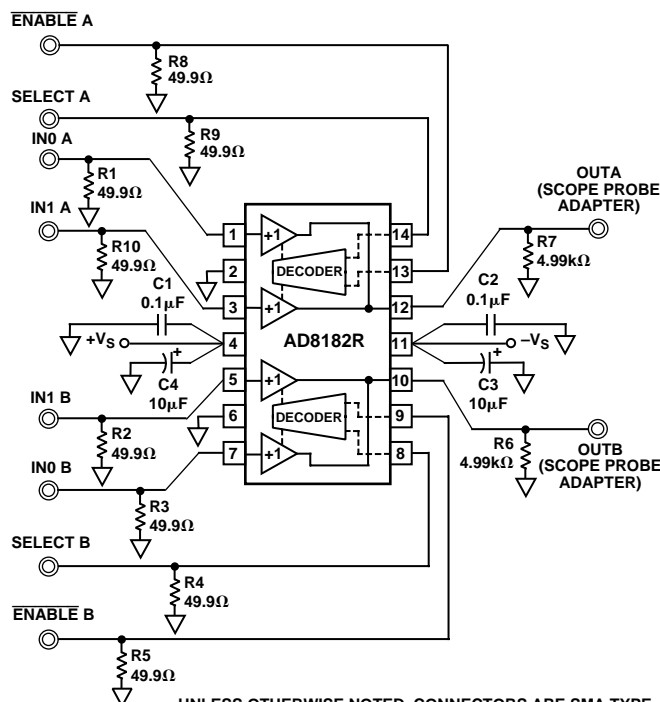 ENABLE A
R8
49.9Ω
SELECT A
R9
49.9Ω
IN0 A
R1
49.9Ω
IN1 A
R10
49.9Ω
OUTA
(SCOPE PROBE
ADAPTER)
R7
4.99kΩ
1
+1
14
2
DECODER
13
3
+1
12
C1
0.1μF
C2
0.1μF
+VS
4
AD8182R
11
–VS
C4
10μF
C3
10μF
5
+1
10
IN1 B
R2
49.9Ω
6
DECODER
9
7
+1
8
R6
4.99kΩ
OUTB
(SCOPE PROBE
ADAPTER)
IN0 B
R3
49.9Ω
SELECT B
R4
49.9Ω
ENABLE B
R5
49.9Ω
UNLESS OTHERWISE NOTED, CONNECTORS ARE SMA TYPE